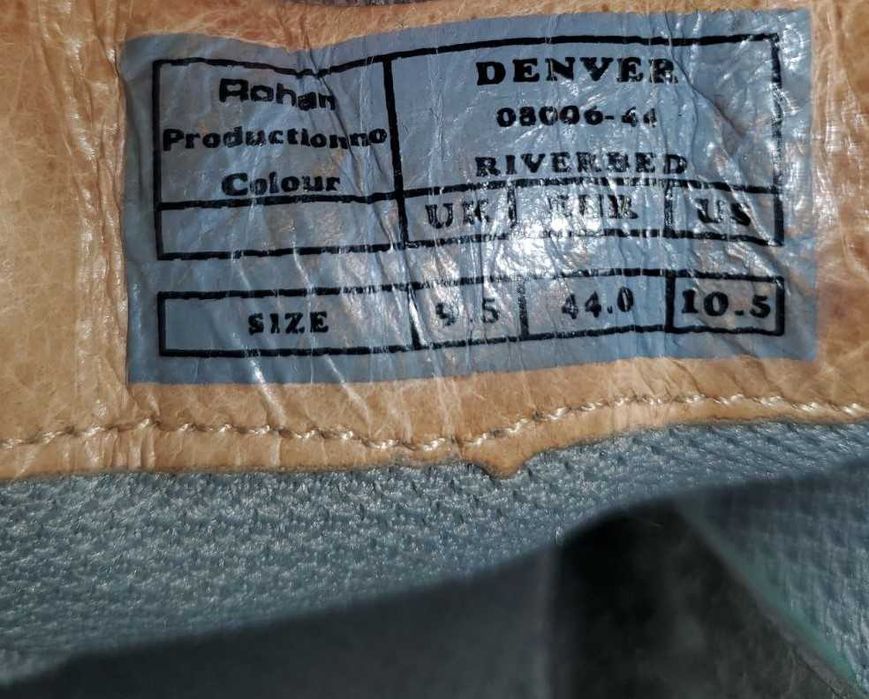 Rohan DENVER
Productionno 08006-44
Colour RIVERBED
UK EUR US
SIZE 9.5 44.0 10.5